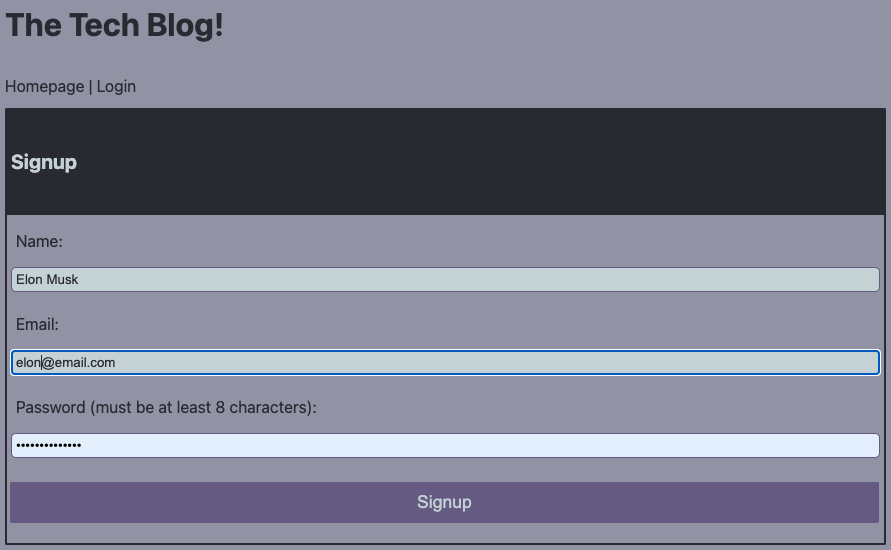 The Tech Blog!
Homepage | Login
Signup
Name:
Elon Musk
Email:
elon@email.com
Password (must be at least 8 characters):
••••••••••••••
Signup